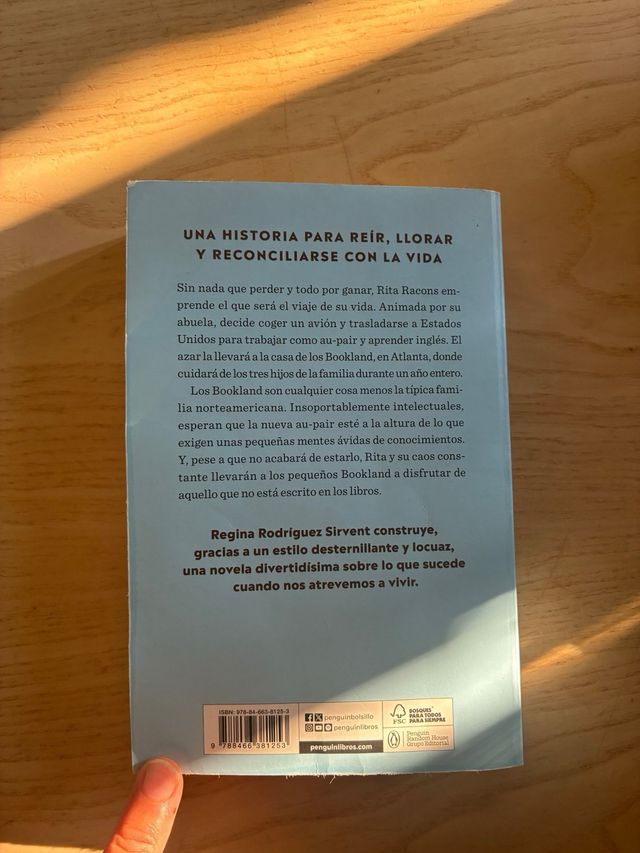 UNA HISTORIA PARA REÍR, LLORAR
Y RECONCILIARSE CON LA VIDA
Sin nada que perder y todo por ganar, Rita Racons em-
prende el que será el viaje de su vida. Animada por su
abuela, decide coger un avión y trasladarse a Estados
Unidos para trabajar como au-pair y aprender inglés. El
azar la llevará a la casa de los Bookland, en Atlanta, donde
cuidará de los tres hijos de la familia durante un año entero.
Los Bookland son cualquier cosa menos la típica fami-
lia norteamericana. Insoportablemente intelectuales,
esperan que la nueva au-pair esté a la altura de lo que
exigen unas pequeñas mentes ávidas de conocimientos.
Y, pese a que no acabará de estarlo, Rita y su caos cons-
tante llevarán a los pequeños Bookland a disfrutar de
aquello que no está escrito en los libros.
Regina Rodríguez Sirvent construye,
gracias a un estilo desternillante y locuaz,
una novela divertidísima sobre lo que sucede
cuando nos atrevemos a vivir.
ISBN: 978-84-663-8125-3
9 788466 381253
penguinbolsillo
penguinlibros
penguinlibros.com
FSC
BOSQUES
PARA TODOS
PARA SIEMPRE
Penguin
Random House
Grupo Editorial